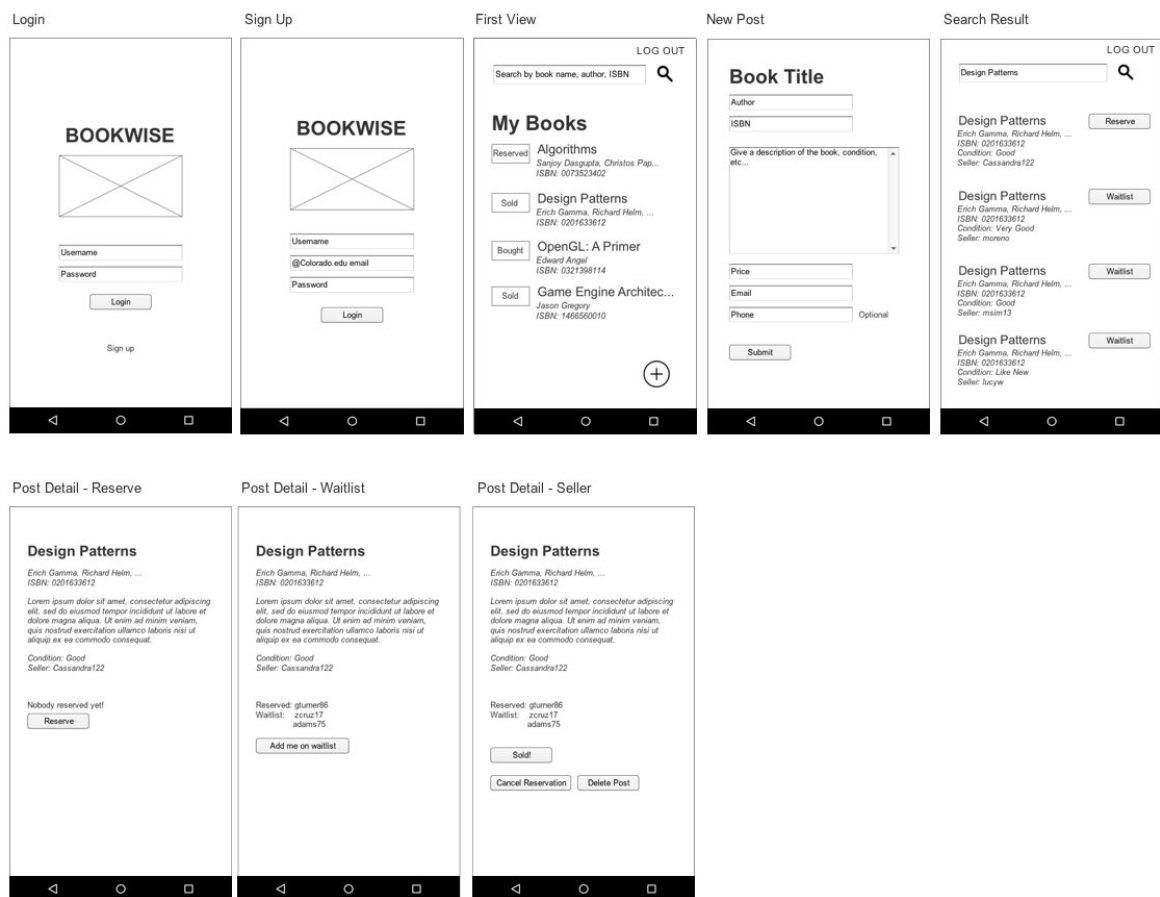 Login
BOOKWISE
Username
Password
Login
Sign up
Sign Up
BOOKWISE
Username
@Colorado.edu email
Password
Login
First View
LOG OUT
Search by book name, author, ISBN
My Books
Reserved
Algorithms
Sanjoy Dasgupta, Christos Pap...
ISBN: 0073523402
Sold
Design Patterns
Erich Gamma, Richard Helm, ...
ISBN: 0201633612
Bought
OpenGL: A Primer
Edward Angel
ISBN: 0321398114
Sold
Game Engine Architec...
Jason Gregory
ISBN: 1466560010
New Post
Book Title
Author
ISBN
Give a description of the book, condition,
etc...
Price
Email
Phone Optional
Submit
Search Result
LOG OUT
Design Patterns
Design Patterns
Reserve
Erich Gamma, Richard Helm, ...
ISBN: 0201633612
Condition: Good
Seller: Cassandra122
Design Patterns
Waitlist
Erich Gamma, Richard Helm, ...
ISBN: 0201633612
Condition: Very Good
Seller: moreno
Design Patterns
Waitlist
Erich Gamma, Richard Helm, ...
ISBN: 0201633612
Condition: Good
Seller: msim13
Design Patterns
Waitlist
Erich Gamma, Richard Helm, ...
ISBN: 0201633612
Condition: Like New
Seller: lucyw
Post Detail - Reserve
Design Patterns
Erich Gamma, Richard Helm, ...
ISBN: 0201633612
Lorem ipsum dolor sit amet, consectetur adipiscing
elit, sed do eiusmod tempor incididunt ut labore et
dolore magna aliqua. Ut enim ad minim veniam,
quis nostrud exercitation ullamco laboris nisi ut
aliquip ex ea commodo consequat.
Condition: Good
Seller: Cassandra122
Nobody reserved yet!
Reserve
Post Detail - Waitlist
Design Patterns
Erich Gamma, Richard Helm, ...
ISBN: 0201633612
Lorem ipsum dolor sit amet, consectetur adipiscing
elit, sed do eiusmod tempor incididunt ut labore et
dolore magna aliqua. Ut enim ad minim veniam,
quis nostrud exercitation ullamco laboris nisi ut
aliquip ex ea commodo consequat.
Condition: Good
Seller: Cassandra122
Reserved: gturner86
Waitlist: zcruz17
adams75
Add me on waitlist
Post Detail - Seller
Design Patterns
Erich Gamma, Richard Helm, ...
ISBN: 0201633612
Lorem ipsum dolor sit amet, consectetur adipiscing
elit, sed do eiusmod tempor incididunt ut labore et
dolore magna aliqua. Ut enim ad minim veniam,
quis nostrud exercitation ullamco laboris nisi ut
aliquip ex ea commodo consequat.
Condition: Good
Seller: Cassandra122
Reserved: gturner86
Waitlist: zcruz17
adams75
Sold!
Cancel Reservation
Delete Post